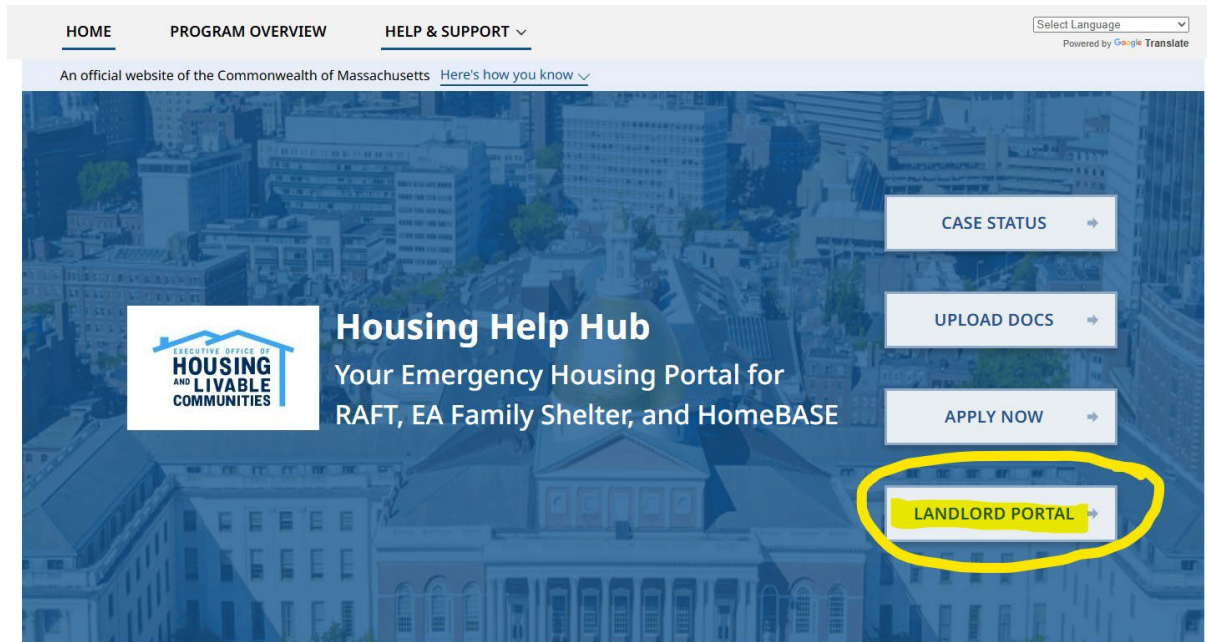 HOME PROGRAM OVERVIEW HELP & SUPPORT
Select Language
Powered by Google Translate
An official website of the Commonwealth of Massachusetts Here's how you know
CASE STATUS
UPLOAD DOCS
EXECUTIVE OFFICE OF
HOUSING
AND LIVABLE
COMMUNITIES
Housing Help Hub
Your Emergency Housing Portal for
RAFT, EA Family Shelter, and HomeBASE
APPLY NOW
LANDLORD PORTAL